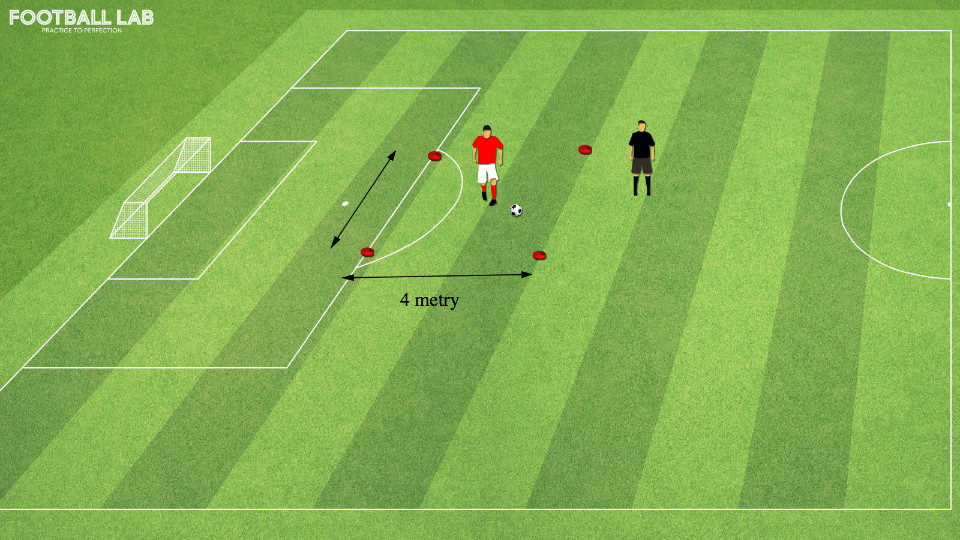 FOOTBALL LAB
PRACTICE TO PERFECTION
4 metry